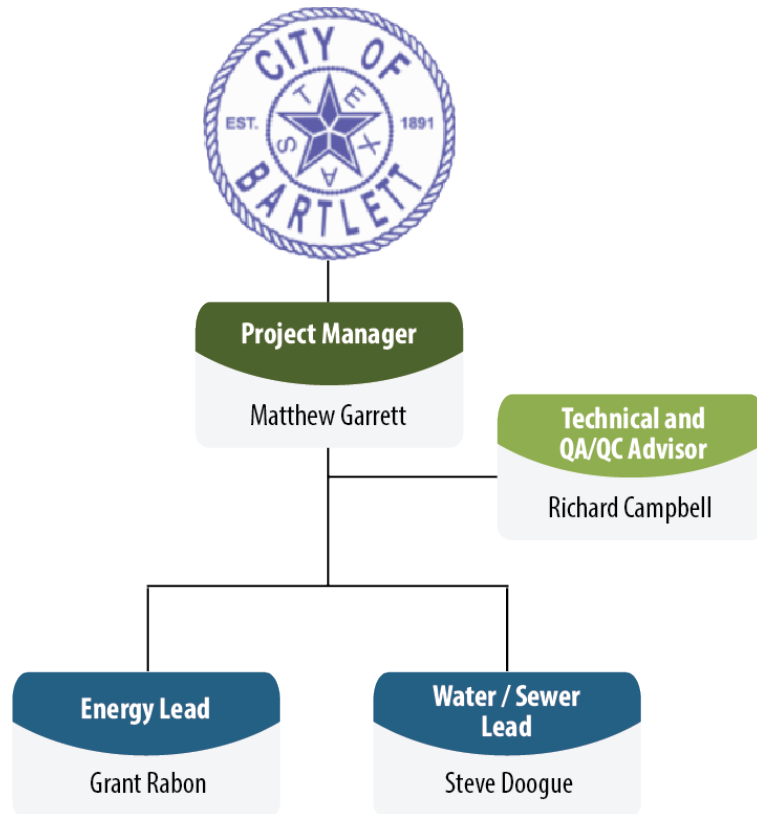 CITY OF
TEXAS
EST. 1891
BARTLETT
Project Manager
Matthew Garrett
Technical and
QA/QC Advisor
Richard Campbell
Energy Lead
Grant Rabon
Water / Sewer
Lead
Steve Doogue